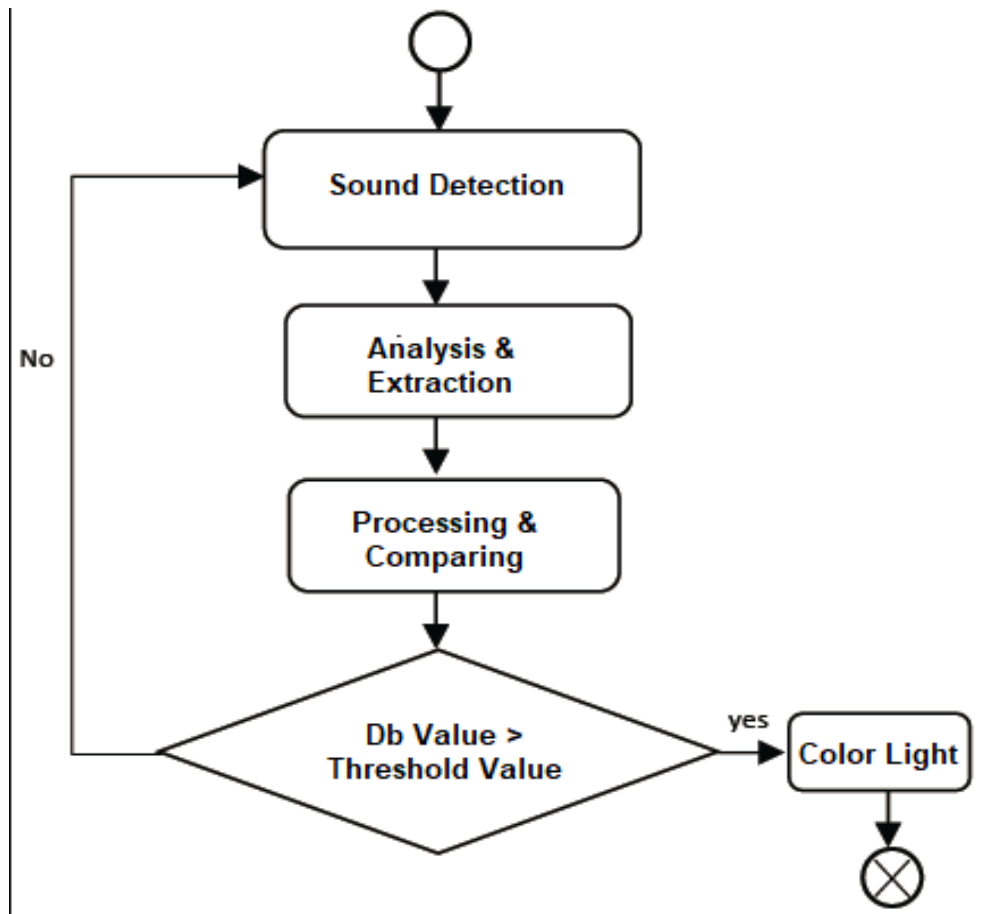 Sound Detection
No
Analysis &
Extraction
Processing &
Comparing
Db Value >
Threshold Value
yes
Color Light